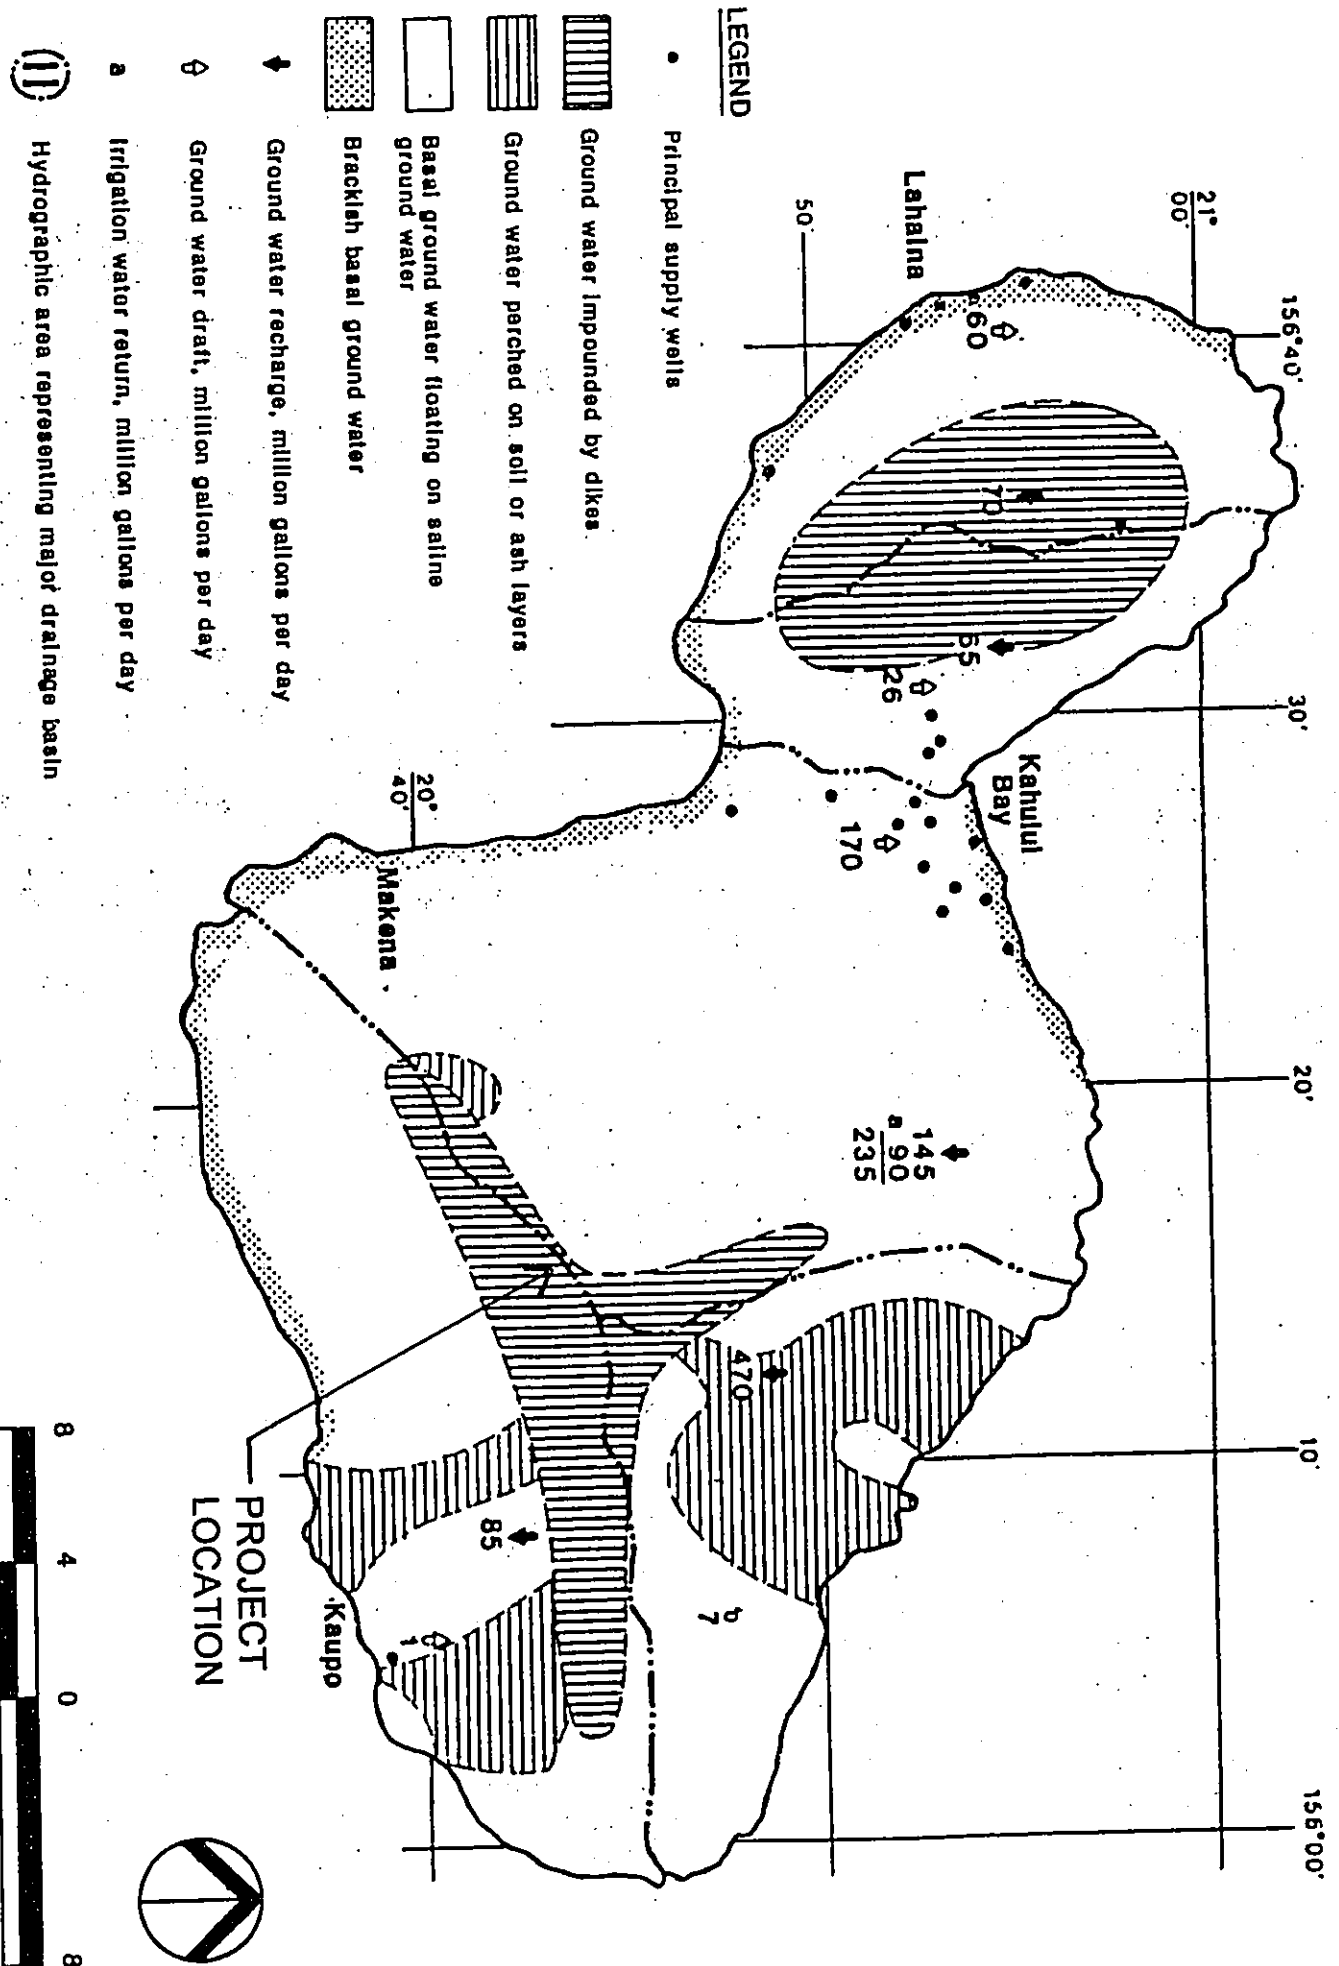 LEGEND
Principal supply wells
Ground water impounded by dikes
Ground water perched on soil or ash layers
Basal ground water floating on saline
ground water
Brackish basal ground water
Ground water recharge, million gallons per day
Ground water draft, million gallons per day
a Irrigation water return, million gallons per day
Hydrographic area representing major drainage basin
156°40'
30'
20'
10'
156°00'
21°
00'
50
20°
40'
Lahaina
Kahului
Bay
Makena
Kaupo
60
70
65
26
170
145
a 90
235
470
b
7
85
1
PROJECT
LOCATION
8
4
0
8